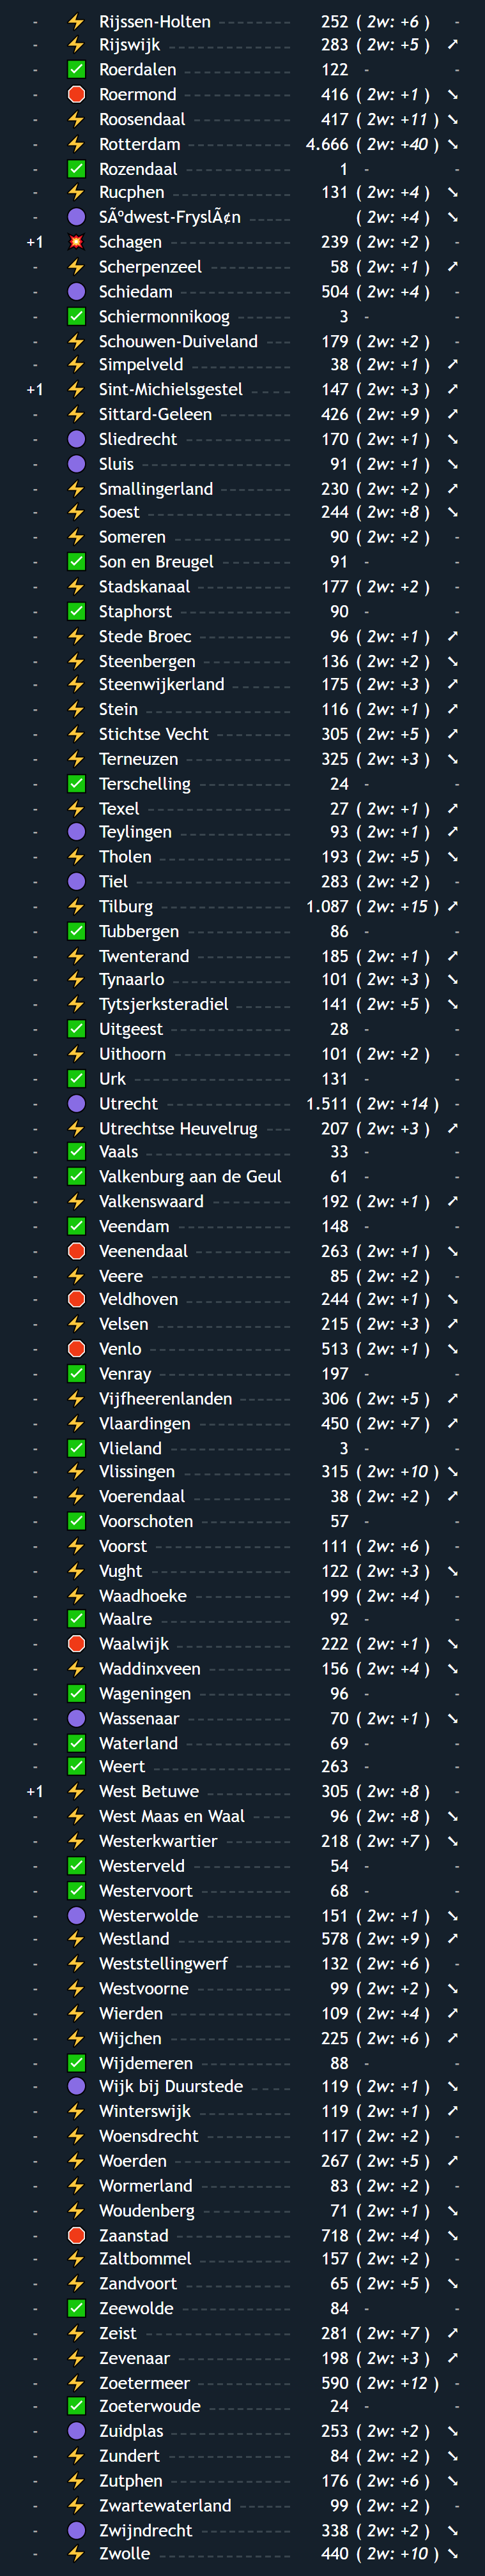 - ⚡ Rijssen-Holten 252 ( 2w: +6 ) -
- ⚡ Rijswijk 283 ( 2w: +5 ) ➚
- ✅ Roerdalen 122 - -
- 🛑 Roermond 416 ( 2w: +1 ) ➘
- ⚡ Roosendaal 417 ( 2w: +11 ) ➘
- ⚡ Rotterdam 4.666 ( 2w: +40 ) ➘
- ✅ Rozendaal 1 - -
- ⚡ Rucphen 131 ( 2w: +4 ) ➘
- 🟣 SÃºdwest-FryslÃ¢n ( 2w: +4 ) ➘
+1 💥 Schagen 239 ( 2w: +2 ) -
- ⚡ Scherpenzeel 58 ( 2w: +1 ) ➚
- 🟣 Schiedam 504 ( 2w: +4 ) -
- ✅ Schiermonnikoog 3 - -
- ⚡ Schouwen-Duiveland 179 ( 2w: +2 ) -
- ⚡ Simpelveld 38 ( 2w: +1 ) ➚
+1 ⚡ Sint-Michielsgestel 147 ( 2w: +3 ) ➚
- ⚡ Sittard-Geleen 426 ( 2w: +9 ) ➚
- 🟣 Sliedrecht 170 ( 2w: +1 ) ➘
- 🟣 Sluis 91 ( 2w: +1 ) ➘
- ⚡ Smallingerland 230 ( 2w: +2 ) ➚
- ⚡ Soest 244 ( 2w: +8 ) ➘
- ⚡ Someren 90 ( 2w: +2 ) -
- ✅ Son en Breugel 91 - -
- ⚡ Stadskanaal 177 ( 2w: +2 ) -
- ✅ Staphorst 90 - -
- ⚡ Stede Broec 96 ( 2w: +1 ) ➚
- ⚡ Steenbergen 136 ( 2w: +2 ) ➘
- ⚡ Steenwijkerland 175 ( 2w: +3 ) ➚
- ⚡ Stein 116 ( 2w: +1 ) ➚
- ⚡ Stichtse Vecht 305 ( 2w: +5 ) ➚
- ⚡ Terneuzen 325 ( 2w: +3 ) ➘
- ✅ Terschelling 24 - -
- ⚡ Texel 27 ( 2w: +1 ) ➚
- 🟣 Teylingen 93 ( 2w: +1 ) ➚
- ⚡ Tholen 193 ( 2w: +5 ) ➘
- 🟣 Tiel 283 ( 2w: +2 ) -
- ⚡ Tilburg 1.087 ( 2w: +15 ) ➚
- ✅ Tubbergen 86 - -
- ⚡ Twenterand 185 ( 2w: +1 ) ➚
- ⚡ Tynaarlo 101 ( 2w: +3 ) ➘
- ⚡ Tytsjerksteradiel 141 ( 2w: +5 ) ➘
- ✅ Uitgeest 28 - -
- ⚡ Uithoorn 101 ( 2w: +2 ) -
- ✅ Urk 131 - -
- 🟣 Utrecht 1.511 ( 2w: +14 ) -
- ⚡ Utrechtse Heuvelrug 207 ( 2w: +3 ) ➚
- ✅ Vaals 33 - -
- ✅ Valkenburg aan de Geul 61 - -
- ⚡ Valkenswaard 192 ( 2w: +1 ) ➚
- ✅ Veendam 148 - -
- 🛑 Veenendaal 263 ( 2w: +1 ) ➘
- ⚡ Veere 85 ( 2w: +2 ) -
- 🛑 Veldhoven 244 ( 2w: +1 ) ➘
- ⚡ Velsen 215 ( 2w: +3 ) ➚
- 🛑 Venlo 513 ( 2w: +1 ) ➘
- ✅ Venray 197 - -
- ⚡ Vijfheerenlanden 306 ( 2w: +5 ) ➚
- ⚡ Vlaardingen 450 ( 2w: +7 ) ➚
- ✅ Vlieland 3 - -
- ⚡ Vlissingen 315 ( 2w: +10 ) ➘
- ⚡ Voerendaal 38 ( 2w: +2 ) ➚
- ✅ Voorschoten 57 - -
- ⚡ Voorst 111 ( 2w: +6 ) -
- ⚡ Vught 122 ( 2w: +3 ) ➘
- ⚡ Waadhoeke 199 ( 2w: +4 ) -
- ✅ Waalre 92 - -
- 🛑 Waalwijk 222 ( 2w: +1 ) ➘
- ⚡ Waddinxveen 156 ( 2w: +4 ) ➘
- ✅ Wageningen 96 - -
- 🟣 Wassenaar 70 ( 2w: +1 ) ➘
- ✅ Waterland 69 - -
- ✅ Weert 263 - -
+1 ⚡ West Betuwe 305 ( 2w: +8 ) -
- ⚡ West Maas en Waal 96 ( 2w: +8 ) ➘
- ⚡ Westerkwartier 218 ( 2w: +7 ) ➘
- ✅ Westerveld 54 - -
- ✅ Westervoort 68 - -
- 🟣 Westerwolde 151 ( 2w: +1 ) ➘
- ⚡ Westland 578 ( 2w: +9 ) ➚
- ⚡ Weststellingwerf 132 ( 2w: +6 ) -
- ⚡ Westvoorne 99 ( 2w: +2 ) ➘
- ⚡ Wierden 109 ( 2w: +4 ) ➚
- ⚡ Wijchen 225 ( 2w: +6 ) ➚
- ✅ Wijdemeren 88 - -
- 🟣 Wijk bij Duurstede 119 ( 2w: +1 ) ➘
- ⚡ Winterswijk 119 ( 2w: +1 ) ➚
- ⚡ Woensdrecht 117 ( 2w: +2 ) -
- ⚡ Woerden 267 ( 2w: +5 ) ➚
- ⚡ Wormerland 83 ( 2w: +2 ) -
- ⚡ Woudenberg 71 ( 2w: +1 ) ➘
- 🛑 Zaanstad 718 ( 2w: +4 ) ➘
- ⚡ Zaltbommel 157 ( 2w: +2 ) -
- ⚡ Zandvoort 65 ( 2w: +5 ) ➘
- ✅ Zeewolde 84 - -
- ⚡ Zeist 281 ( 2w: +7 ) ➚
- ⚡ Zevenaar 198 ( 2w: +3 ) ➚
- ⚡ Zoetermeer 590 ( 2w: +12 ) -
- ✅ Zoeterwoude 24 - -
- 🟣 Zuidplas 253 ( 2w: +2 ) ➘
- ⚡ Zundert 84 ( 2w: +2 ) ➘
- ⚡ Zutphen 176 ( 2w: +6 ) ➘
- ⚡ Zwartewaterland 99 ( 2w: +2 ) -
- 🟣 Zwijndrecht 338 ( 2w: +2 ) ➘
- ⚡ Zwolle 440 ( 2w: +10 ) ➘